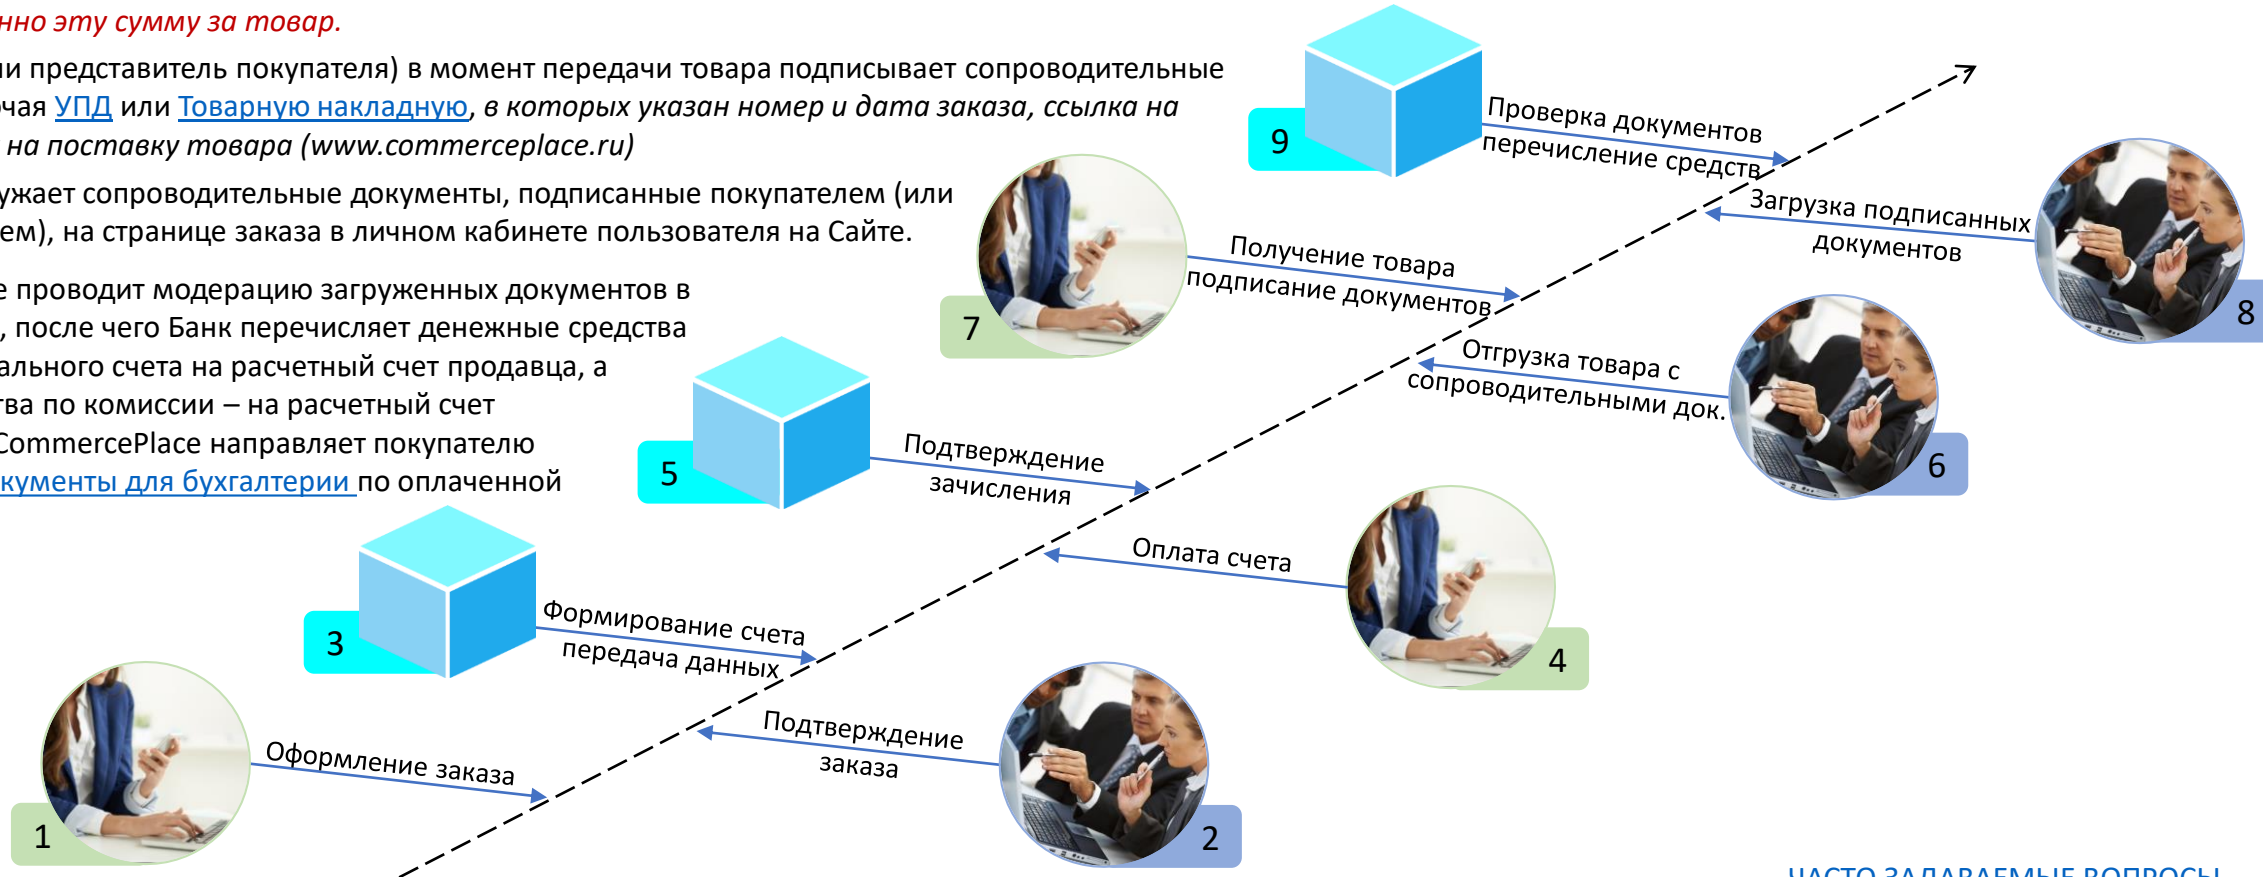 нно эту сумму за товар.
ли представитель покупателя) в момент передачи товара подписывает сопроводительные
чая УПД или Товарную накладную, в которых указан номер и дата заказа, ссылка на
на поставку товара (www.commerceplace.ru)
ужает сопроводительные документы, подписанные покупателем (или
ем), на странице заказа в личном кабинете пользователя на Сайте.
е проводит модерацию загруженных документов в
, после чего Банк перечисляет денежные средства
ального счета на расчетный счет продавца, а
тва по комиссии – на расчетный счет
CommercePlace направляет покупателю
кументы для бухгалтерии по оплаченной
9
Проверка документов
перечисление средств
Загрузка подписанных
документов
8
7
Получение товара
подписание документов
Отгрузка товара с
сопроводительными док.
6
5
Подтверждение
зачисления
Оплата счета
4
3
Формирование счета
передача данных
Подтверждение
заказа
2
1
Оформление заказа
ЧАСТО ЗАДАВАЕМЫЕ ВОПРОСЫ